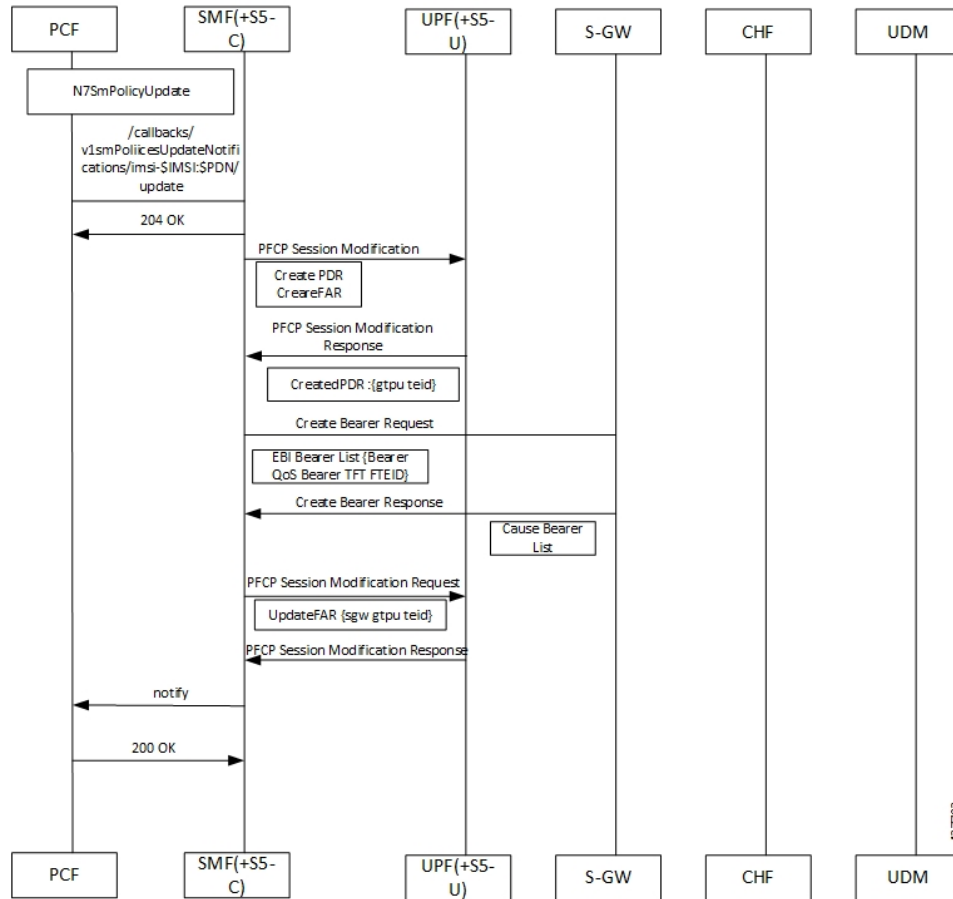 PCF
SMF(+S5-
C)
UPF(+S5-
U)
S-GW
CHF
UDM
N7SmPolicyUpdate
/callbacks/
v1smPoliicesUpdateNotifi
cations/imsi-$IMSI:$PDN/
update
204 OK
PFCP Session Modification
Create PDR
CreareFAR
PFCP Session Modification
Response
CreatedPDR :{gtpu teid}
Create Bearer Request
EBI Bearer List {Bearer
QoS Bearer TFT FTEID}
Create Bearer Response
Cause Bearer
List
PFCP Session Modification Request
UpdateFAR {sgw gtpu teid}
PFCP Session Modification Response
notify
200 OK
PCF
SMF(+S5-
C)
UPF(+S5-
U)
S-GW
CHF
UDM